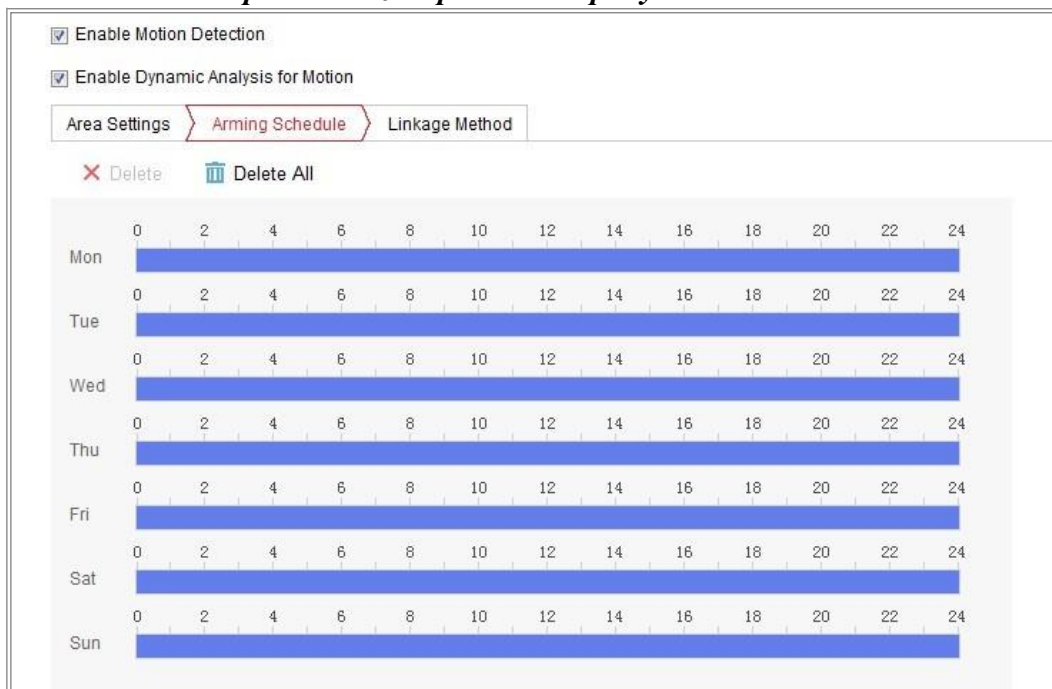 Enable Motion Detection
Enable Dynamic Analysis for Motion
Area Settings Arming Schedule Linkage Method
Delete Delete All
0 2 4 6 8 10 12 14 16 18 20 22 24
Mon
0 2 4 6 8 10 12 14 16 18 20 22 24
Tue
0 2 4 6 8 10 12 14 16 18 20 22 24
Wed
0 2 4 6 8 10 12 14 16 18 20 22 24
Thu
0 2 4 6 8 10 12 14 16 18 20 22 24
Fri
0 2 4 6 8 10 12 14 16 18 20 22 24
Sat
0 2 4 6 8 10 12 14 16 18 20 22 24
Sun